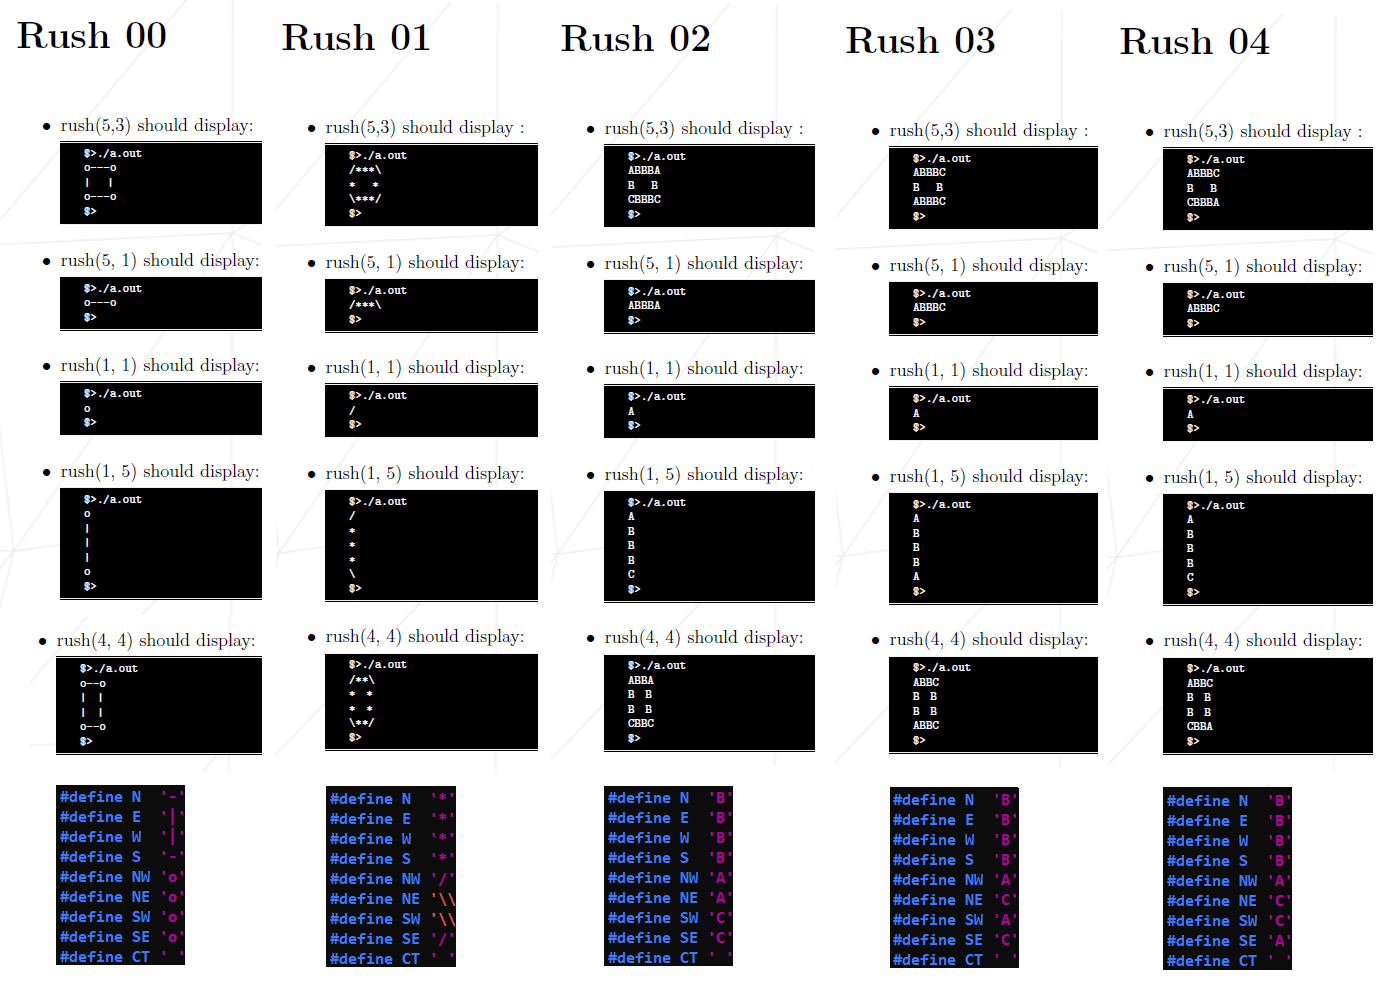 Rush 00
• rush(5,3) should display:
$>./a.out
o---o
|   |
o---o
$>
• rush(5, 1) should display:
$>./a.out
o---o
$>
• rush(1, 1) should display:
$>./a.out
o
$>
• rush(1, 5) should display:
$>./a.out
o
|
|
|
o
$>
• rush(4, 4) should display:
$>./a.out
o--o
|  |
|  |
o--o
$>
#define N  '-'
#define E  '|'
#define W  '|'
#define S  '-'
#define NW 'o'
#define NE 'o'
#define SW 'o'
#define SE 'o'
#define CT ' '
Rush 01
• rush(5,3) should display :
$>./a.out
/***\
*   *
\***/
$>
• rush(5, 1) should display:
$>./a.out
/***\
$>
• rush(1, 1) should display:
$>./a.out
/
$>
• rush(1, 5) should display:
$>./a.out
/
*
*
*
\
$>
• rush(4, 4) should display:
$>./a.out
/**\
*  *
*  *
\**/
$>
#define N  '*'
#define E  '*'
#define W  '*'
#define S  '*'
#define NW '/'
#define NE '\\
#define SW '\\
#define SE '/'
#define CT ' '
Rush 02
• rush(5,3) should display :
$>./a.out
ABBBA
B   B
CBBBC
$>
• rush(5, 1) should display:
$>./a.out
ABBBA
$>
• rush(1, 1) should display:
$>./a.out
A
$>
• rush(1, 5) should display:
$>./a.out
A
B
B
B
C
$>
• rush(4, 4) should display:
$>./a.out
ABBA
B  B
B  B
CBBC
$>
#define N  'B'
#define E  'B'
#define W  'B'
#define S  'B'
#define NW 'A'
#define NE 'A'
#define SW 'C'
#define SE 'C'
#define CT ' '
Rush 03
• rush(5,3) should display :
$>./a.out
ABBBC
B   B
ABBBC
$>
• rush(5, 1) should display:
$>./a.out
ABBBC
$>
• rush(1, 1) should display:
$>./a.out
A
$>
• rush(1, 5) should display:
$>./a.out
A
B
B
B
A
$>
• rush(4, 4) should display:
$>./a.out
ABBC
B  B
B  B
ABBC
$>
#define N  'B'
#define E  'B'
#define W  'B'
#define S  'B'
#define NW 'A'
#define NE 'C'
#define SW 'A'
#define SE 'C'
#define CT ' '
Rush 04
• rush(5,3) should display :
$>./a.out
ABBBC
B   B
CBBBA
$>
• rush(5, 1) should display:
$>./a.out
ABBBC
$>
• rush(1, 1) should display:
$>./a.out
A
$>
• rush(1, 5) should display:
$>./a.out
A
B
B
B
C
$>
• rush(4, 4) should display:
$>./a.out
ABBC
B  B
B  B
CBBA
$>
#define N  'B'
#define E  'B'
#define W  'B'
#define S  'B'
#define NW 'A'
#define NE 'C'
#define SW 'C'
#define SE 'A'
#define CT ' '